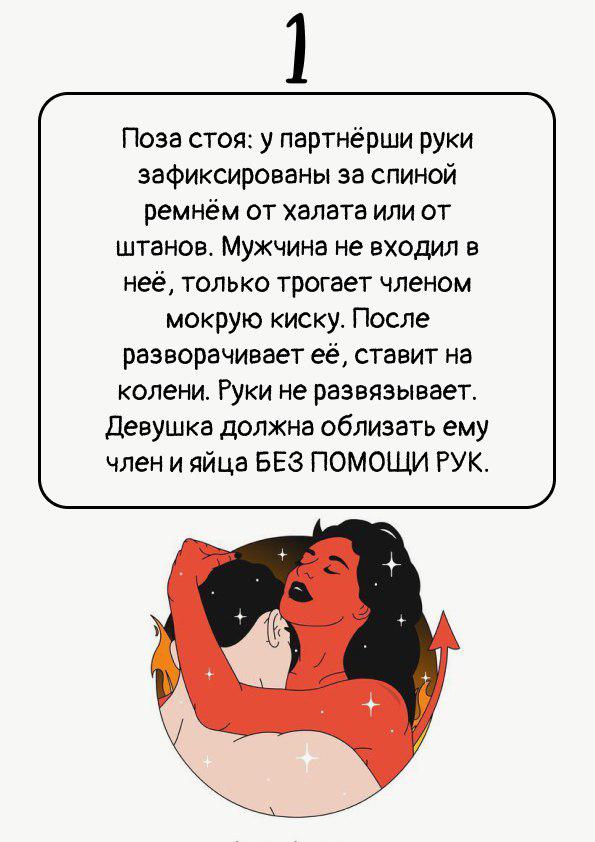 1
Поза стоя: у партнёрши руки
зафиксированы за спиной
ремнём от халата или от
штанов. Мужчина не входил в
неё, только трогает членом
мокрую киску. После
разворачивает её, ставит на
колени. Руки не развязывает.
Девушка должна облизать ему
член и яйца БЕЗ ПОМОЩИ РУК.